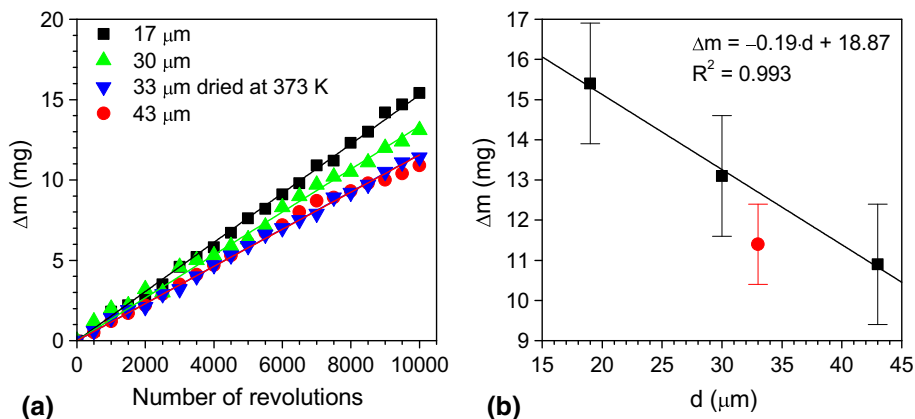 20
15
10
5
0
Δm (mg)
17 μm
30 μm
33 μm dried at 373 K
43 μm
0 2000 4000 6000 8000 10000
Number of revolutions
(a)
17
16
15
14
13
12
11
10
9
Δm (mg)
Δm = –0.19·d + 18.87
R² = 0.993
15 20 25 30 35 40 45
d (μm)
(b)